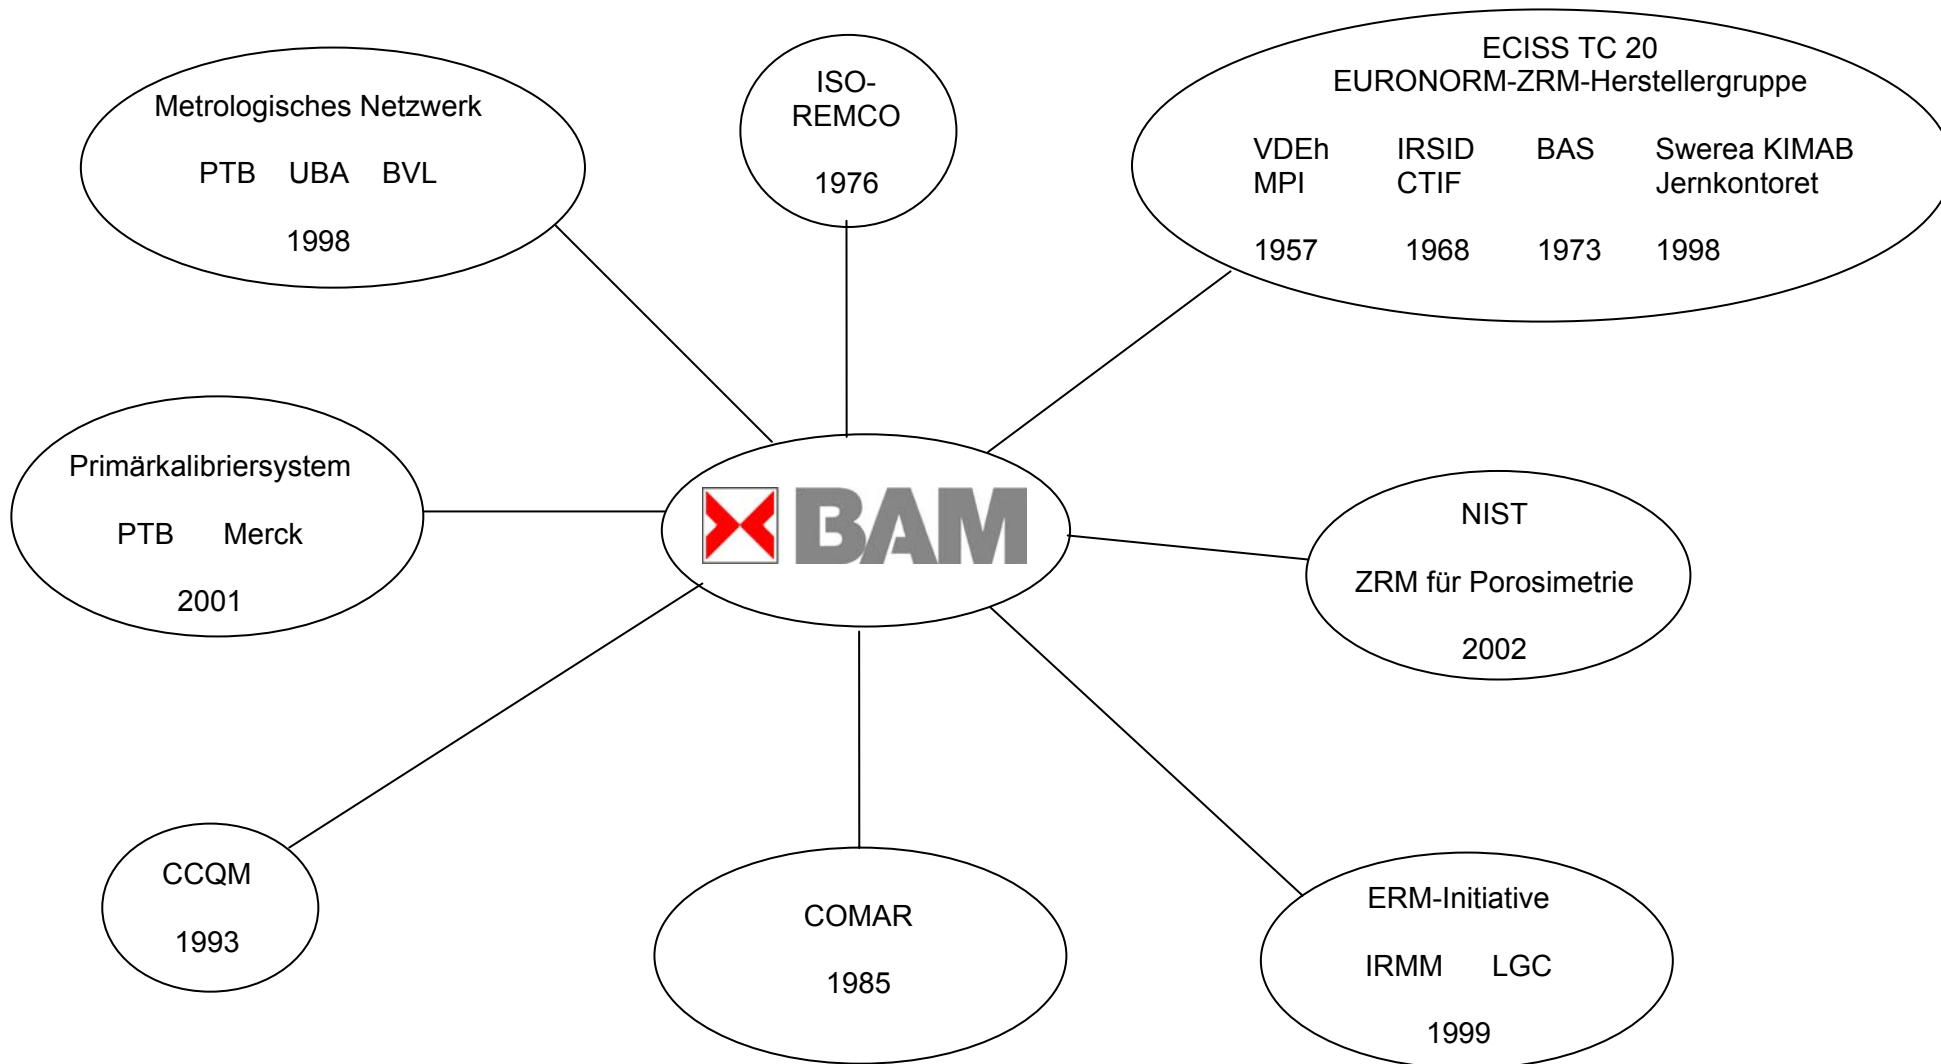 Metrologisches Netzwerk
PTB UBA BVL
1998
ISO-
REMCO
1976
ECISS TC 20
EURONORM-ZRM-Herstellergruppe
VDEh IRSID BAS Swerea KIMAB
MPI CTIF Jernkontoret
1957 1968 1973 1998
Primärkalibriersystem
PTB Merck
2001
BAM
NIST
ZRM für Porosimetrie
2002
CCQM
1993
COMAR
1985
ERM-Initiative
IRMM LGC
1999